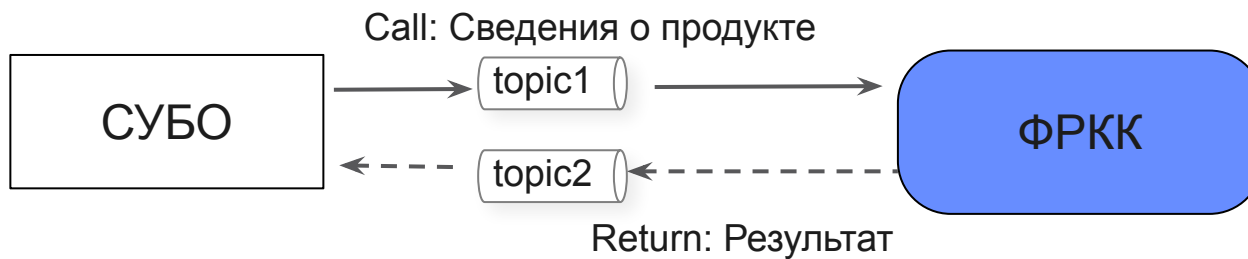 Call: Сведения о продукте
СУБО
topic1
ФРКК
topic2
Return: Результат